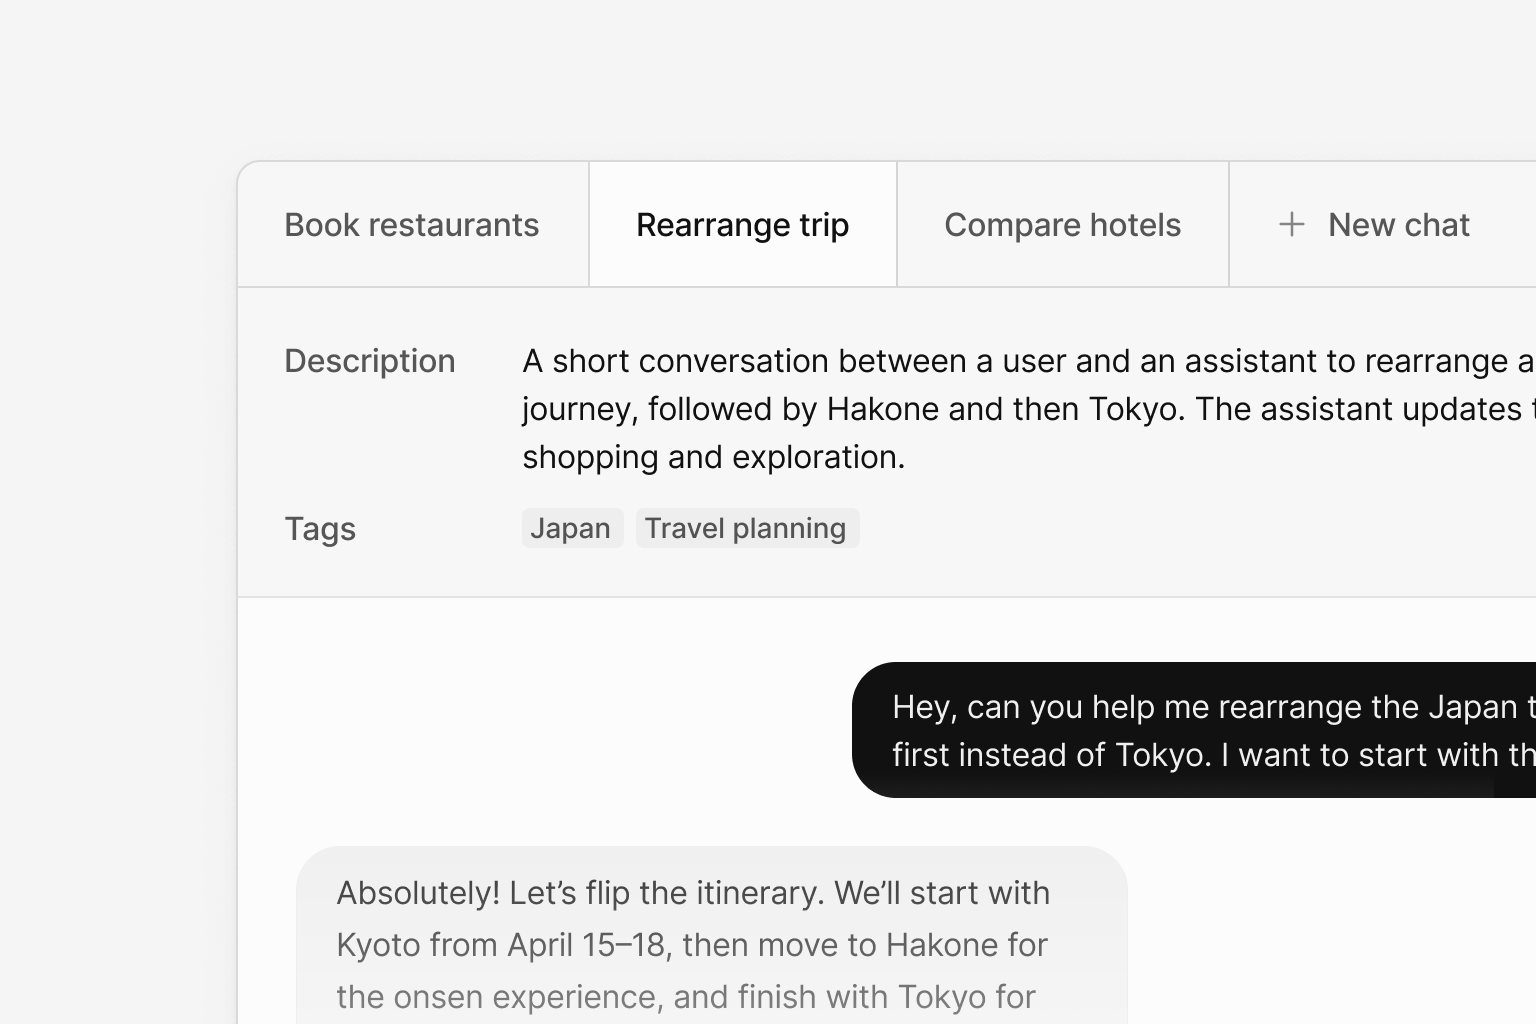 Book restaurants
Rearrange trip
Compare hotels
+ New chat
Description
A short conversation between a user and an assistant to rearrange a
journey, followed by Hakone and then Tokyo. The assistant updates
shopping and exploration.
Tags
Japan
Travel planning
Hey, can you help me rearrange the Japan
first instead of Tokyo. I want to start with
Absolutely! Let’s flip the itinerary. We’ll start with
Kyoto from April 15–18, then move to Hakone for
the onsen experience, and finish with Tokyo for